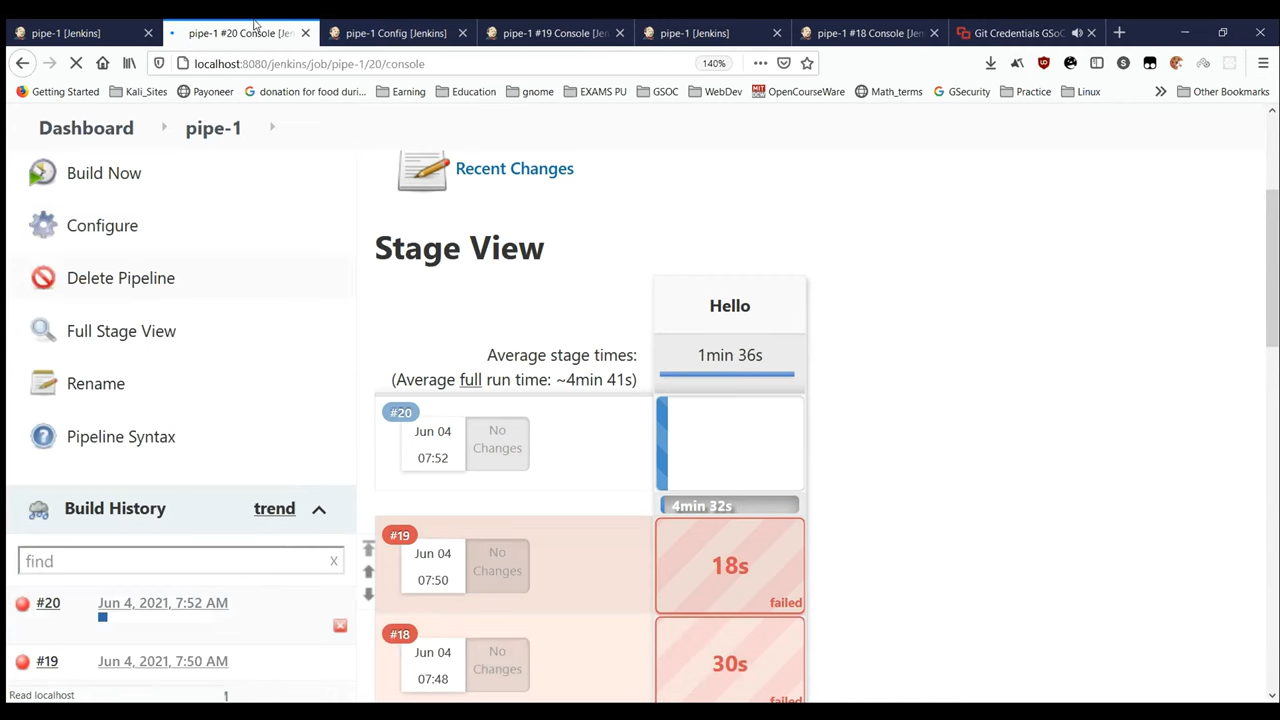 pipe-1 [Jenkins]
pipe-1 #20 Console [Jen
pipe-1 Config [Jenkins]
pipe-1 #19 Console [Jen
pipe-1 [Jenkins]
pipe-1 #18 Console [Jen
Git Credentials GSoC
localhost:8080/jenkins/job/pipe-1/20/console
140%
Getting Started
Kali_Sites
Payoneer
donation for food duri...
Earning
Education
gnome
EXAMS PU
GSOC
WebDev
OpenCourseWare
Math_terms
GSecurity
Practice
Linux
Other Bookmarks
Dashboard
pipe-1
Build Now
Configure
Delete Pipeline
Full Stage View
Rename
Pipeline Syntax
Build History
trend
find
x
#20
Jun 4, 2021, 7:52 AM
#19
Jun 4, 2021, 7:50 AM
Read localhost
Recent Changes
Stage View
Hello
Average stage times:
1min 36s
(Average full run time: ~4min 41s)
#20
Jun 04
07:52
No
Changes
4min 32s
#19
Jun 04
07:50
No
Changes
18s
failed
#18
Jun 04
07:48
No
Changes
30s
failed